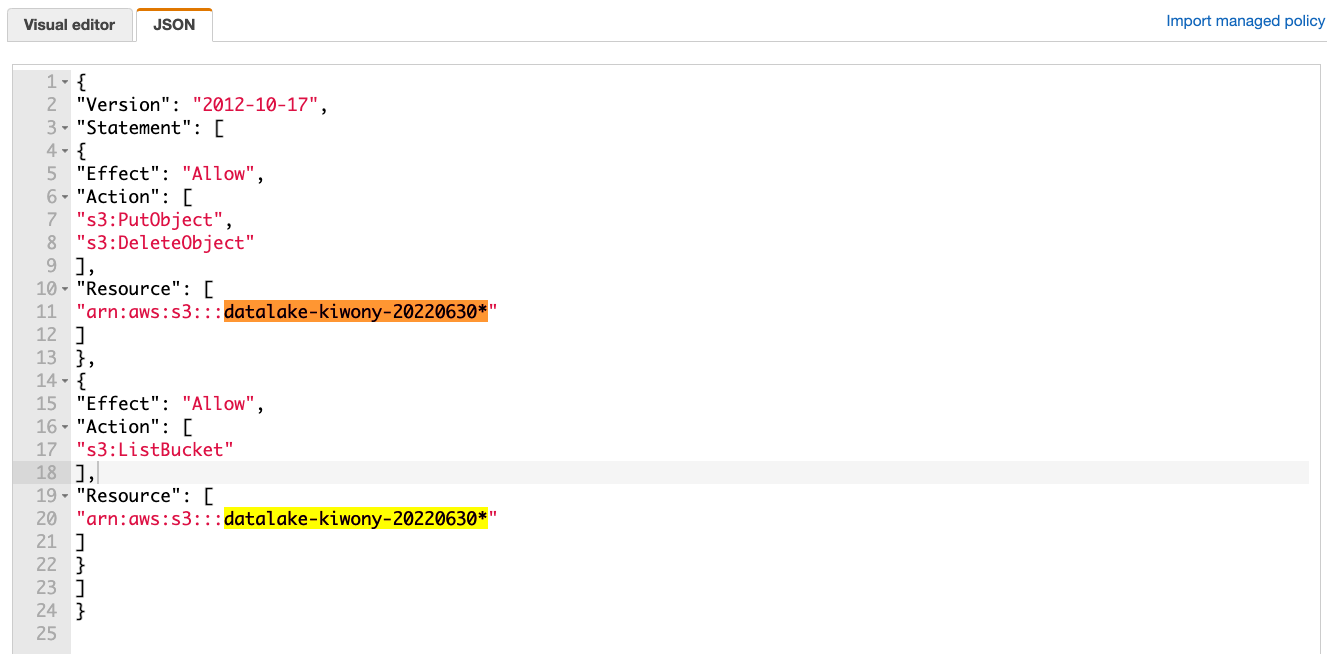 Visual editor
JSON
Import managed policy
1 {
2 "Version": "2012-10-17",
3 "Statement": [
4 {
5 "Effect": "Allow",
6 "Action": [
7 "s3:PutObject",
8 "s3:DeleteObject"
9 ],
10 "Resource": [
11 "arn:aws:s3:::datalake-kiwony-20220630*"
12 ]
13 },
14 {
15 "Effect": "Allow",
16 "Action": [
17 "s3:ListBucket"
18 ],
19 "Resource": [
20 "arn:aws:s3:::datalake-kiwony-20220630*"
21 ]
22 }
23 ]
24 }
25